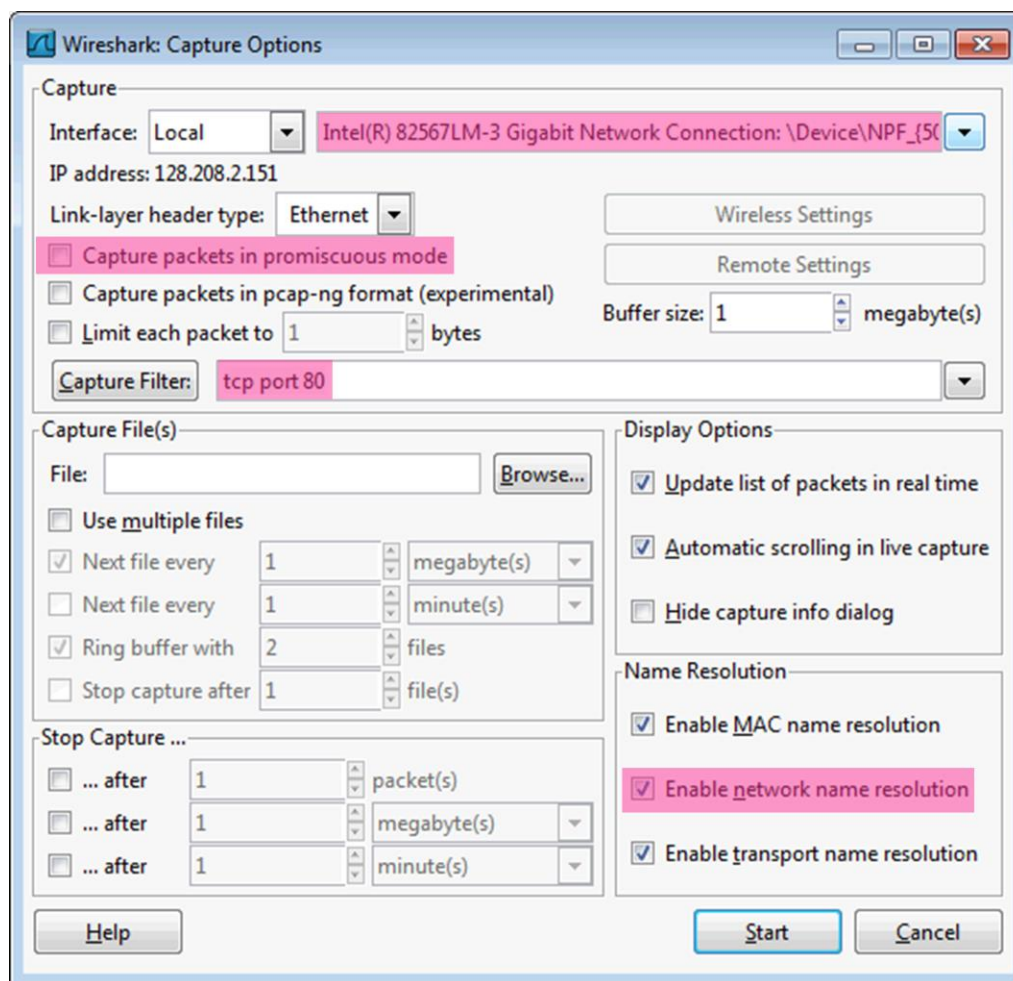 Wireshark: Capture Options
Capture
Interface: Local Intel(R) 82567LM-3 Gigabit Network Connection: \Device\NPF_{50
IP address: 128.208.2.151
Link-layer header type: Ethernet Wireless Settings
Capture packets in promiscuous mode Remote Settings
Capture packets in pcap-ng format (experimental)
Buffer size: 1 megabyte(s)
Limit each packet to 1 bytes
Capture Filter: tcp port 80
Capture File(s)
File: Browse...
Use multiple files
Next file every 1 megabyte(s)
Next file every 1 minute(s)
Ring buffer with 2 files
Stop capture after 1 file(s)
Stop Capture ...
... after 1 packet(s)
... after 1 megabyte(s)
... after 1 minute(s)
Display Options
Update list of packets in real time
Automatic scrolling in live capture
Hide capture info dialog
Name Resolution
Enable MAC name resolution
Enable network name resolution
Enable transport name resolution
Help Start Cancel